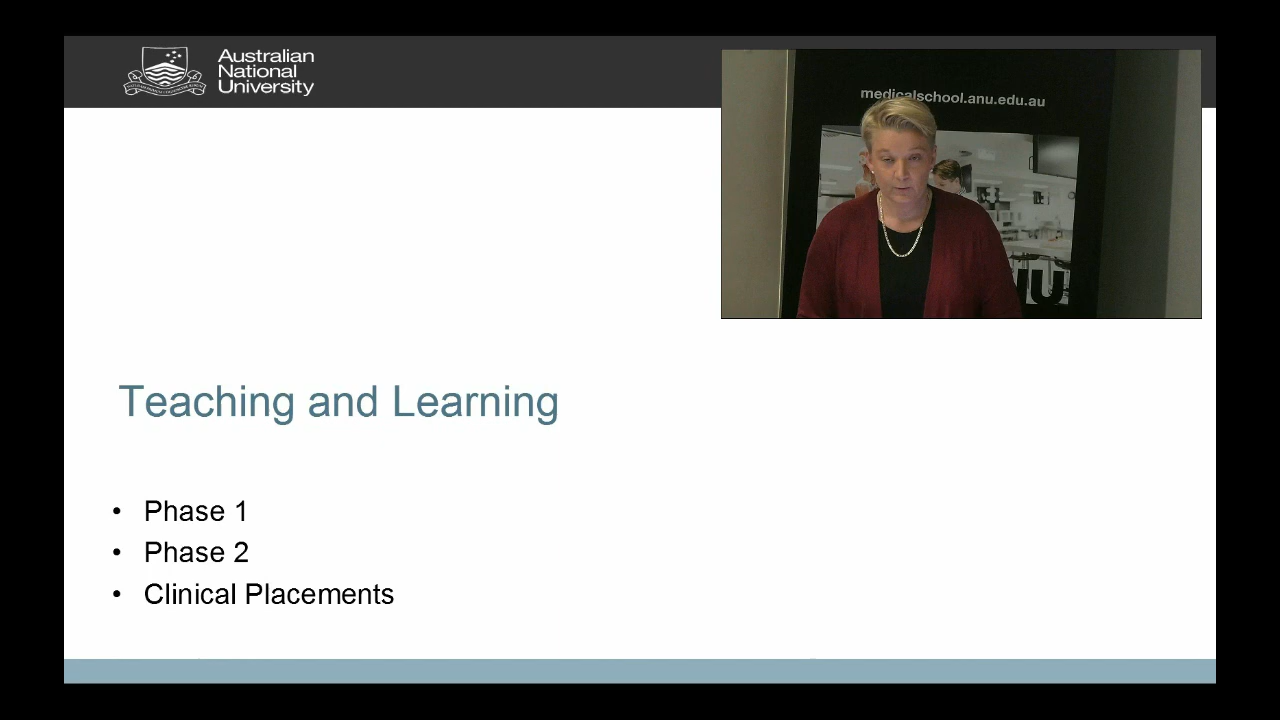 Australian
National
University
medicalschool.anu.edu.au
Teaching and Learning
• Phase 1
• Phase 2
• Clinical Placements